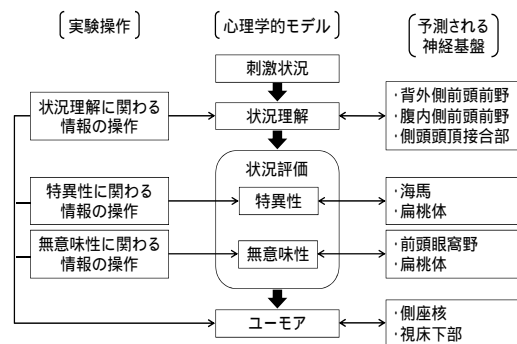 実験操作
心理学的モデル
予測される
神経基盤
刺激状況
状況理解に関わる
情報の操作
状況理解
・背外側前頭前野
・腹内側前頭前野
・側頭頭頂接合部
状況評価
特異性に関わる
情報の操作
特異性
・海馬
・扁桃体
無意味性に関わる
情報の操作
無意味性
・前頭眼窩野
・扁桃体
ユーモア
・側座核
・視床下部